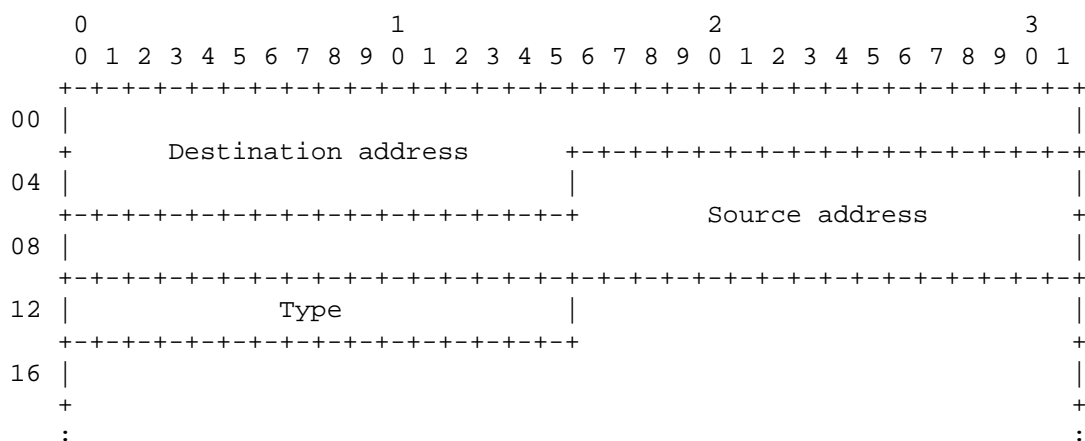 0                   1                   2                   3
0 1 2 3 4 5 6 7 8 9 0 1 2 3 4 5 6 7 8 9 0 1 2 3 4 5 6 7 8 9 0 1
+-+-+-+-+-+-+-+-+-+-+-+-+-+-+-+-+-+-+-+-+-+-+-+-+-+-+-+-+-+-+-+-+
00 |                                                               |
+      Destination address      +-+-+-+-+-+-+-+-+-+-+-+-+-+-+-+-+
04 |                               |                               |
+-+-+-+-+-+-+-+-+-+-+-+-+-+-+-+-+        Source address         +
08 |                                                               |
+-+-+-+-+-+-+-+-+-+-+-+-+-+-+-+-+-+-+-+-+-+-+-+-+-+-+-+-+-+-+-+-+
12 |             Type              |                               |
+-+-+-+-+-+-+-+-+-+-+-+-+-+-+-+-+                               +
16 |                                                               |
+                                                               +
:                                                               :